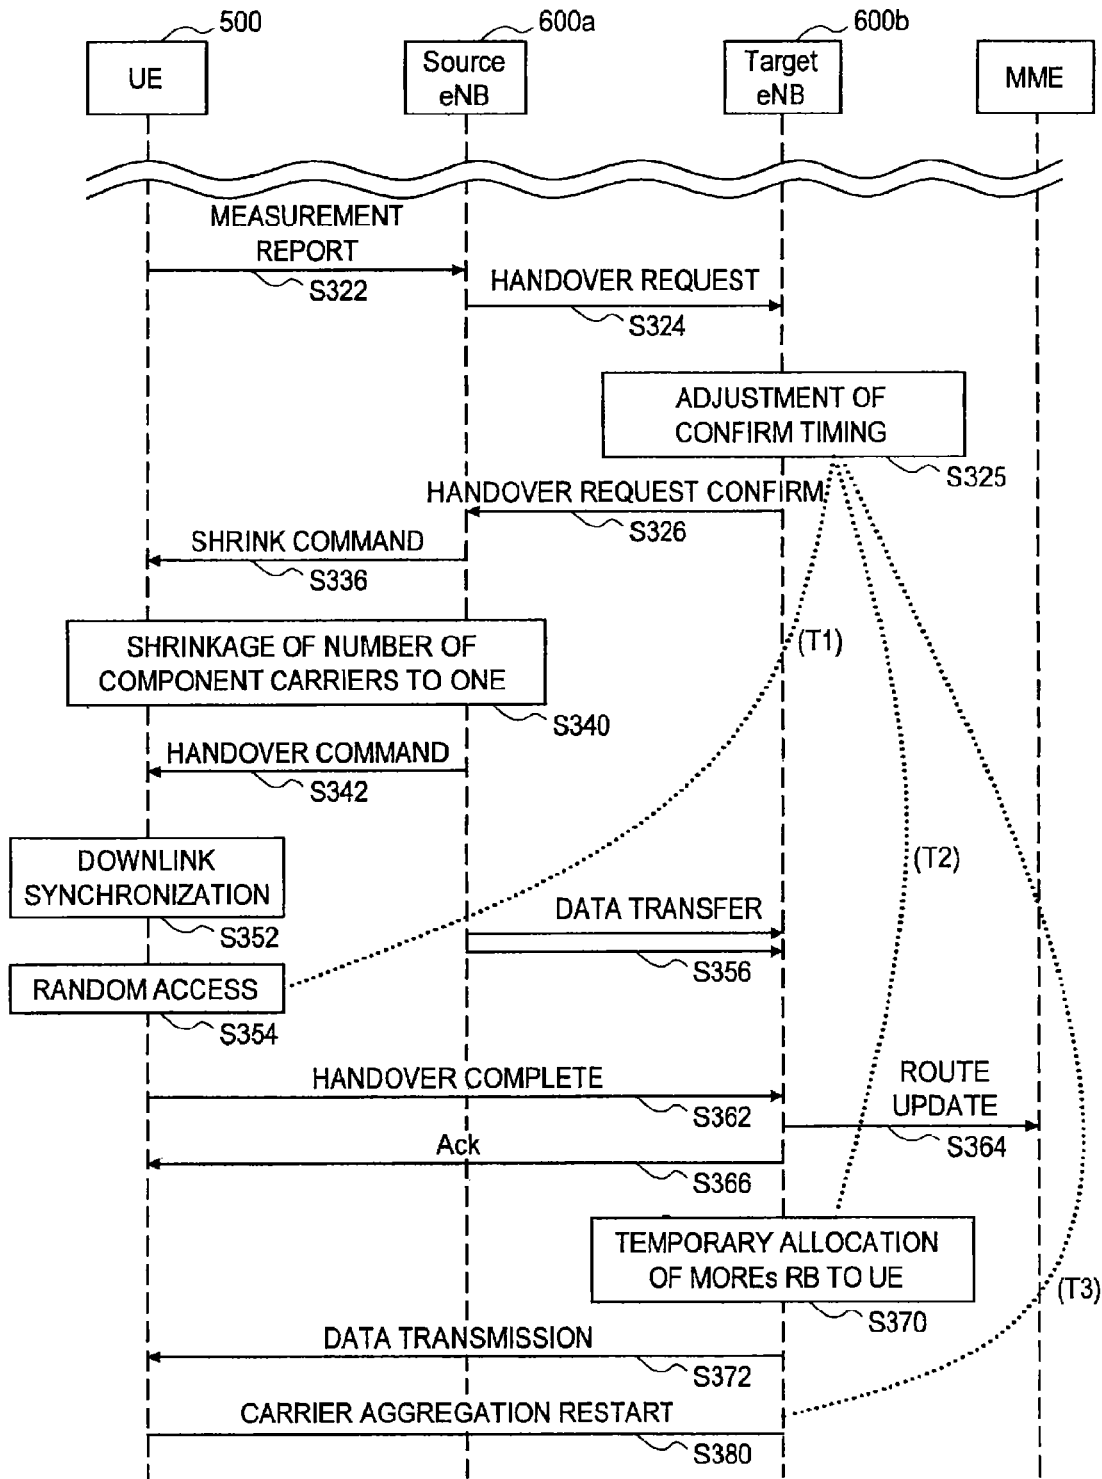 500
600a
600b
UE
Source
eNB
Target
eNB
MME
MEASUREMENT
REPORT
S322
HANDOVER REQUEST
S324
ADJUSTMENT OF
CONFIRM TIMING
S325
HANDOVER REQUEST CONFIRM
S326
SHRINK COMMAND
S336
(T1)
SHRINKAGE OF NUMBER OF
COMPONENT CARRIERS TO ONE
S340
HANDOVER COMMAND
S342
DOWNLINK
SYNCHRONIZATION
S352
(T2)
DATA TRANSFER
S356
RANDOM ACCESS
S354
HANDOVER COMPLETE
S362
ROUTE
UPDATE
S364
Ack
S366
TEMPORARY ALLOCATION
OF MOREs RB TO UE
S370
(T3)
DATA TRANSMISSION
S372
CARRIER AGGREGATION RESTART
S380